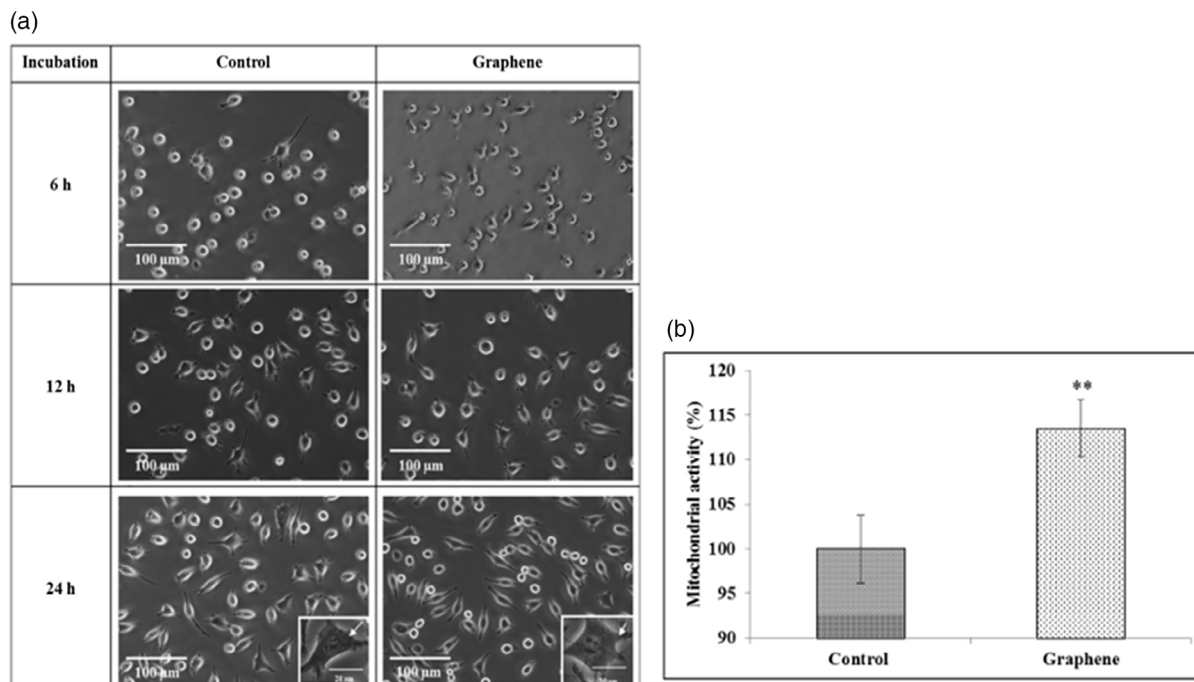 (a)
Incubation Control Graphene
6 h
100 µm 100 µm
12 h
100 µm 100 µm
24 h
100 µm 100 µm
(b)
120
115
110
105
100
95
90
Mitochondrial activity (%)
**
Control Graphene